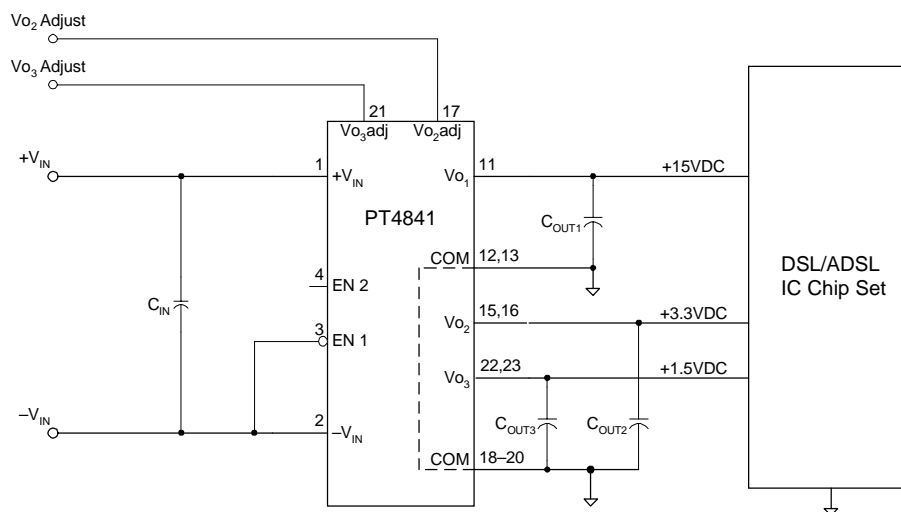 Vo2 Adjust
Vo3 Adjust
21
17
Vo3adj
Vo2adj
+VIN
1
+VIN
Vo1
11
+15VDC
PT4841
COUT1
COM
12,13
DSL/ADSL
IC Chip Set
4
EN 2
CIN
15,16
Vo2
+3.3VDC
3
EN 1
22,23
Vo3
+1.5VDC
–VIN
2
–VIN
COUT3
COUT2
COM
18–20